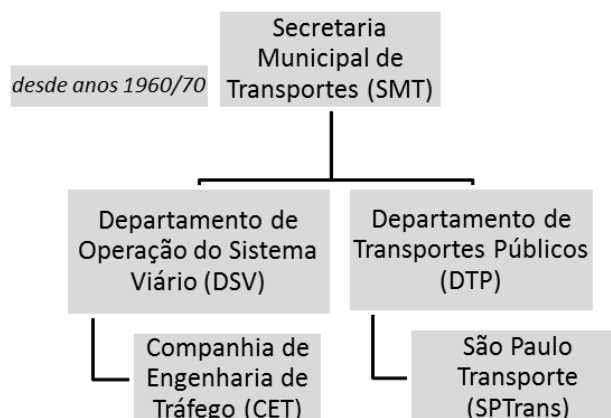 Secretaria
Municipal de
Transportes (SMT)
desde anos 1960/70
Departamento de
Operação do Sistema
Viário (DSV)
Departamento de
Transportes Públicos
(DTP)
Companhia de
Engenharia de
Tráfego (CET)
São Paulo
Transporte
(SPTrans)